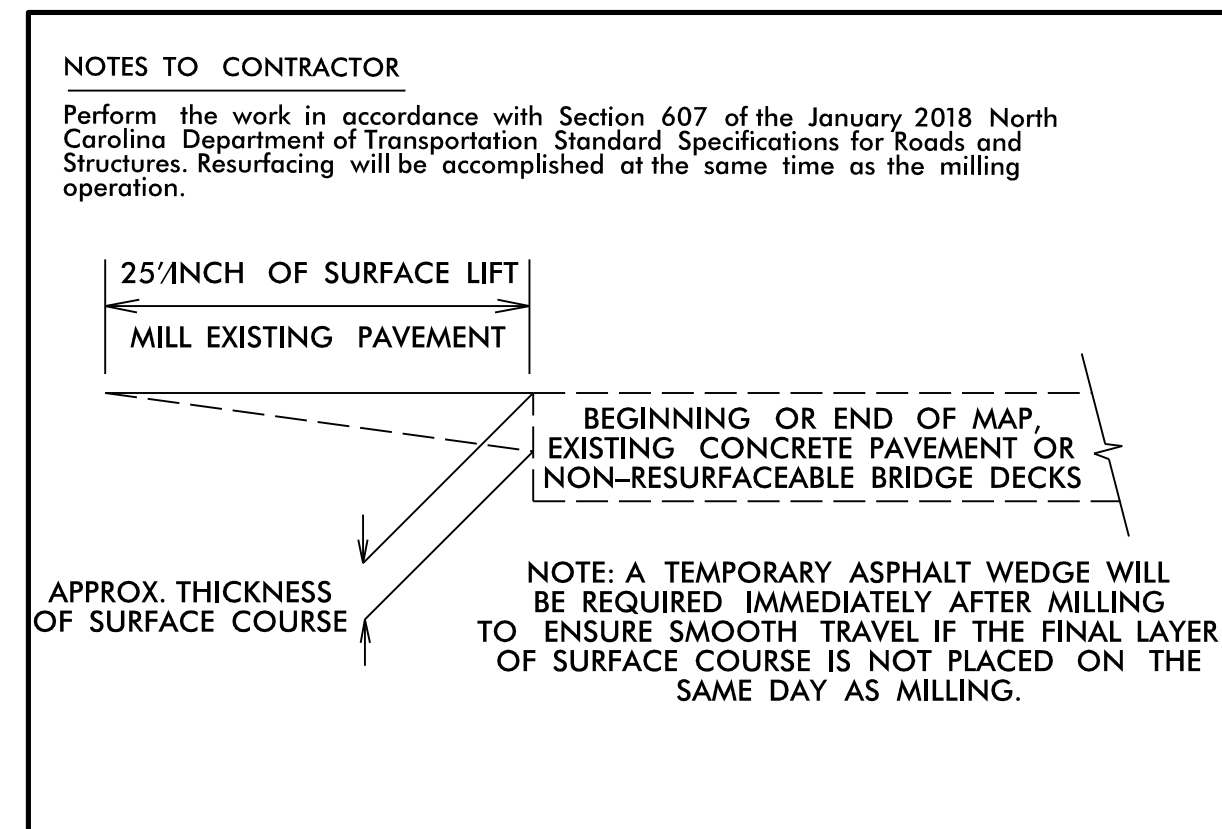 NOTES TO CONTRACTOR
Perform the work in accordance with Section 607 of the January 2018 North
Carolina Department of Transportation Standard Specifications for Roads and
Structures. Resurfacing will be accomplished at the same time as the milling
operation.
25'/INCH OF SURFACE LIFT
MILL EXISTING PAVEMENT
BEGINNING OR END OF MAP,
EXISTING CONCRETE PAVEMENT OR
NON–RESURFACEABLE BRIDGE DECKS
APPROX. THICKNESS
OF SURFACE COURSE
NOTE: A TEMPORARY ASPHALT WEDGE WILL
BE REQUIRED IMMEDIATELY AFTER MILLING
TO ENSURE SMOOTH TRAVEL IF THE FINAL LAYER
OF SURFACE COURSE IS NOT PLACED ON THE
SAME DAY AS MILLING.